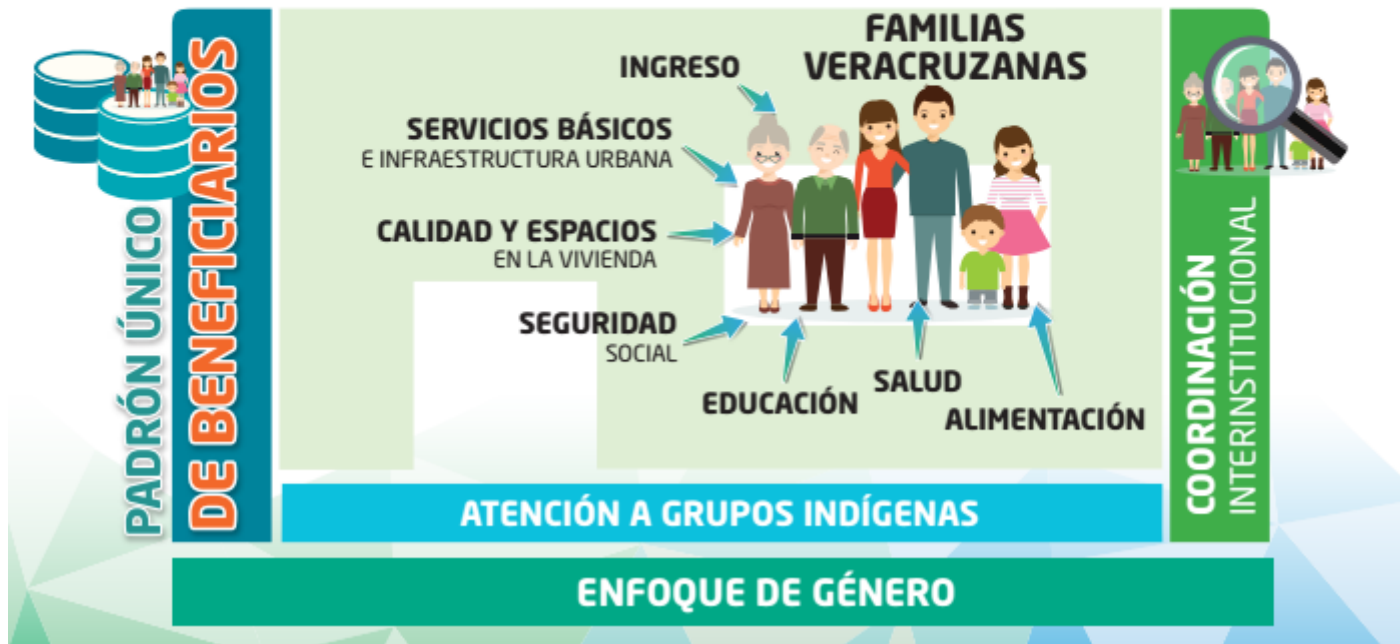 PADRÓN ÚNICO
DE BENEFICIARIOS
FAMILIAS
VERACRUZANAS
INGRESO
SERVICIOS BÁSICOS
E INFRAESTRUCTURA URBANA
CALIDAD Y ESPACIOS
EN LA VIVIENDA
SEGURIDAD
SOCIAL
EDUCACIÓN
SALUD
ALIMENTACIÓN
COORDINACIÓN
INTERINSTITUCIONAL
ATENCIÓN A GRUPOS INDÍGENAS
ENFOQUE DE GÉNERO